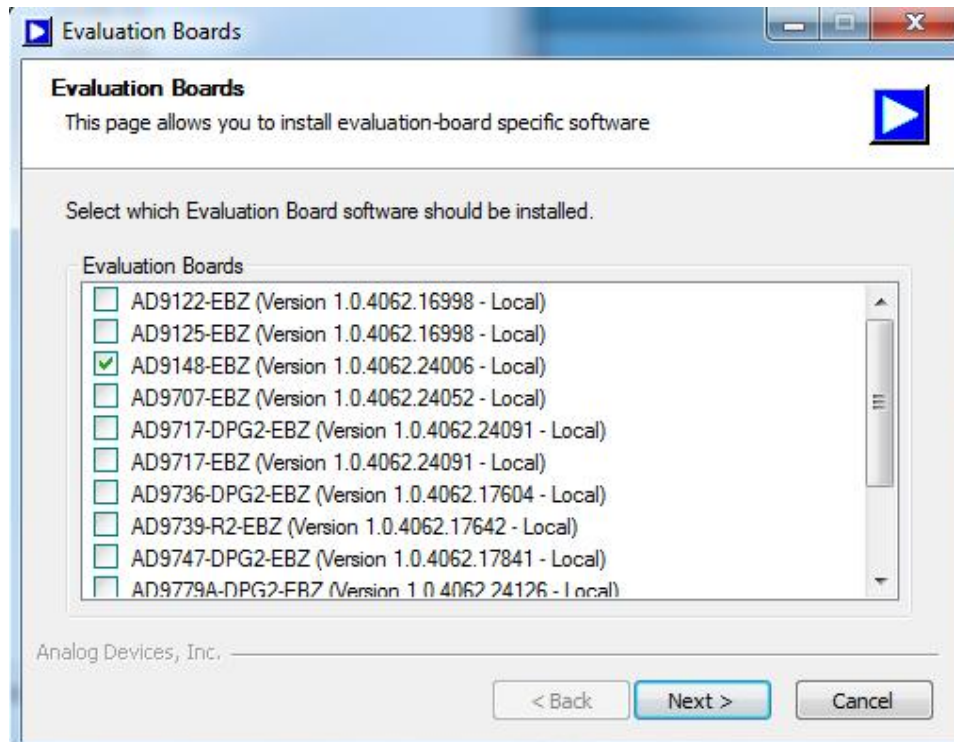 Evaluation Boards
Evaluation Boards
This page allows you to install evaluation-board specific software
Select which Evaluation Board software should be installed.
Evaluation Boards
AD9122-EBZ (Version 1.0.4062.16998 - Local)
AD9125-EBZ (Version 1.0.4062.16998 - Local)
AD9148-EBZ (Version 1.0.4062.24006 - Local)
AD9707-EBZ (Version 1.0.4062.24052 - Local)
AD9717-DPG2-EBZ (Version 1.0.4062.24091 - Local)
AD9717-EBZ (Version 1.0.4062.24091 - Local)
AD9736-DPG2-EBZ (Version 1.0.4062.17604 - Local)
AD9739-R2-EBZ (Version 1.0.4062.17642 - Local)
AD9747-DPG2-EBZ (Version 1.0.4062.17841 - Local)
AD9779A-DPG2-EBZ (Version 1.0.4062.24126 - Local)
Analog Devices, Inc.
< Back Next > Cancel